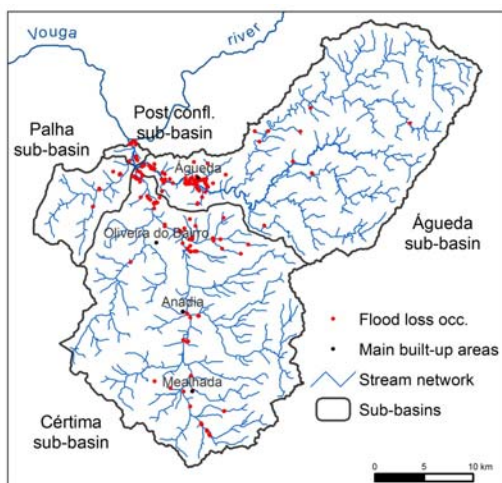 Vouga
river
Post confl.
sub-basin
Palha
sub-basin
Águeda
Águeda
sub-basin
Oliveira do Bairro
Anadia
Mealhada
Cértima
sub-basin
Flood loss occ.
Main built-up areas
Stream network
Sub-basins
0 5 10 km